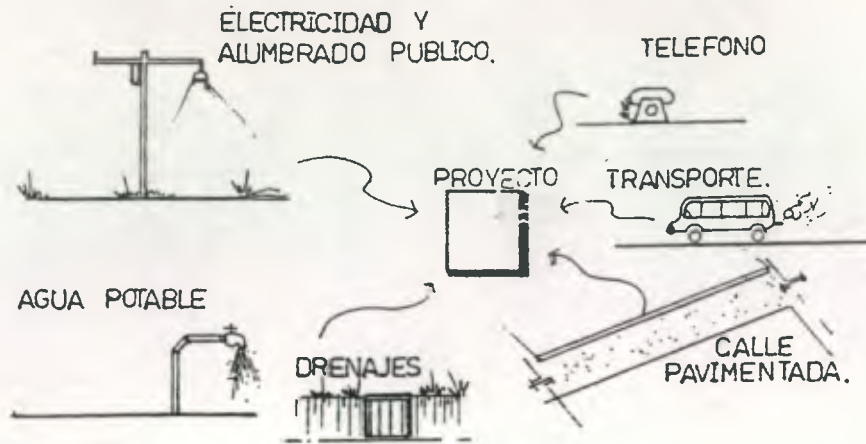 ELECTRICIDAD Y
ALUMBRADO PUBLICO.
TELEFONO
PROYECTO
TRANSPORTE.
AGUA POTABLE
DRENAJES
CALLE
PAVIMENTADA.